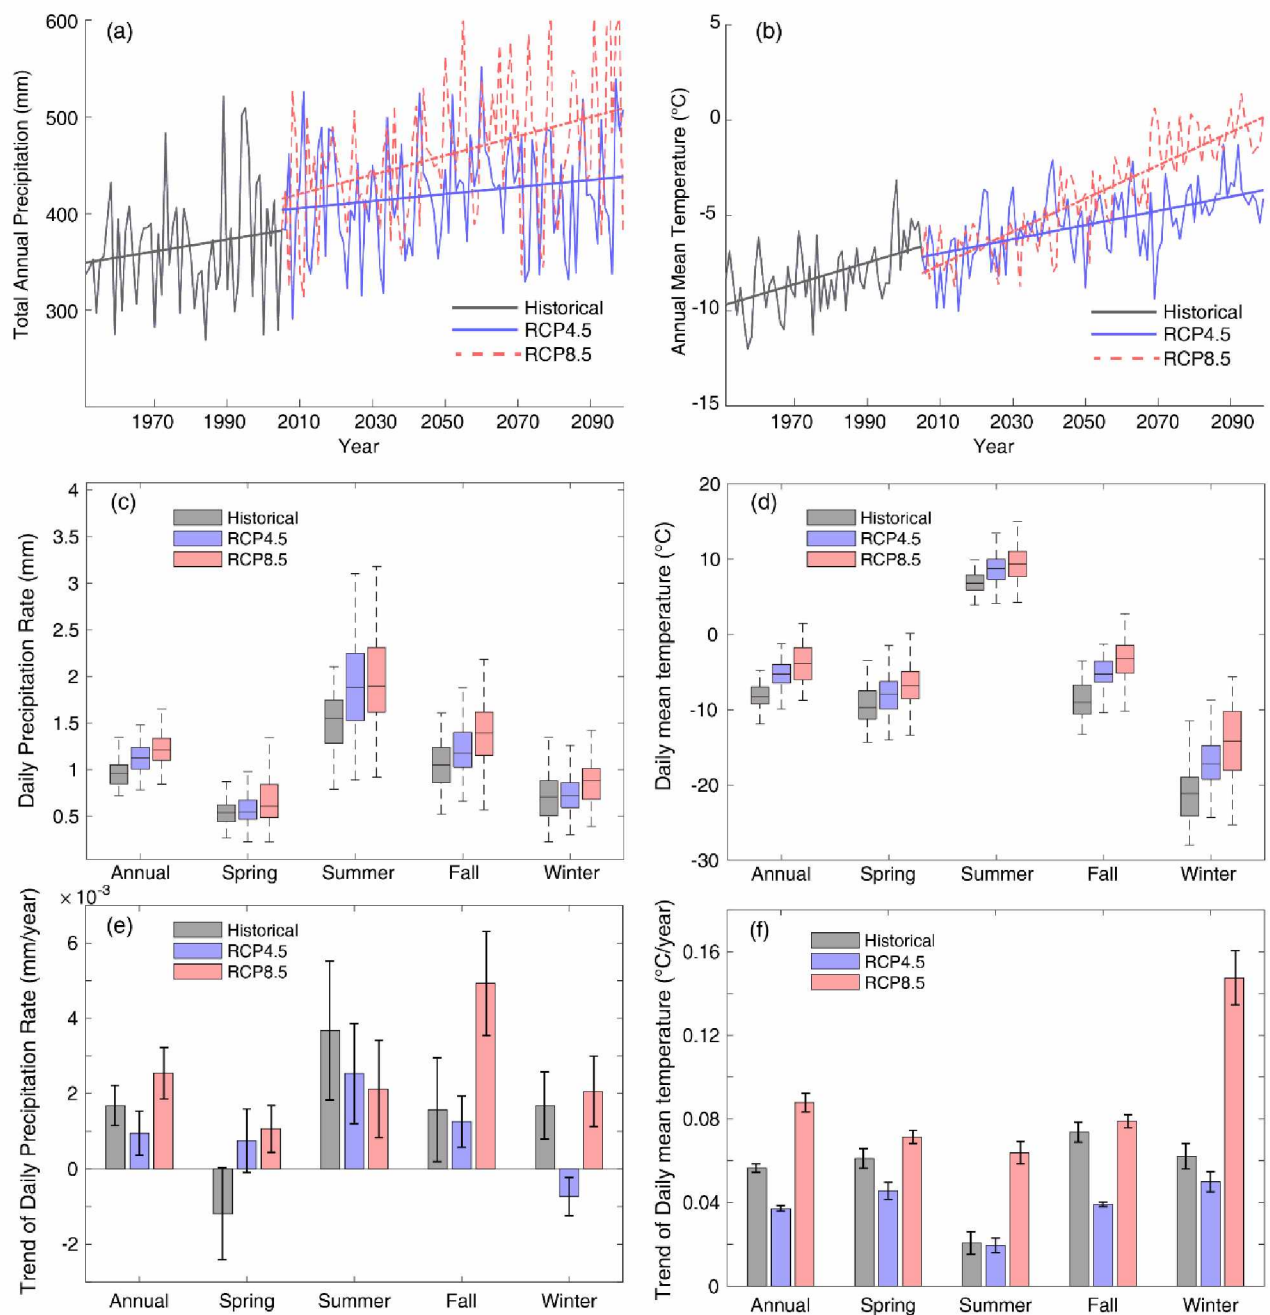 (a)
Total Annual Precipitation (mm)
600
500
400
300
Historical
RCP4.5
RCP8.5
1970 1990 2010 2030 2050 2070 2090
Year
(b)
Annual Mean Temperature (°C)
5
0
-5
-10
-15
Historical
RCP4.5
RCP8.5
1970 1990 2010 2030 2050 2070 2090
Year
(c)
Daily Precipitation Rate (mm)
4
3.5
3
2.5
2
1.5
1
0.5
Historical
RCP4.5
RCP8.5
Annual Spring Summer Fall Winter
(d)
Daily mean temperature (°C)
20
10
0
-10
-20
-30
Historical
RCP4.5
RCP8.5
Annual Spring Summer Fall Winter
(e)
× 10⁻³
Trend of Daily Precipitation Rate (mm/year)
6
4
2
0
-2
Historical
RCP4.5
RCP8.5
Annual Spring Summer Fall Winter
(f)
Trend of Daily mean temperature (°C/year)
0.16
0.12
0.08
0.04
0
Historical
RCP4.5
RCP8.5
Annual Spring Summer Fall Winter